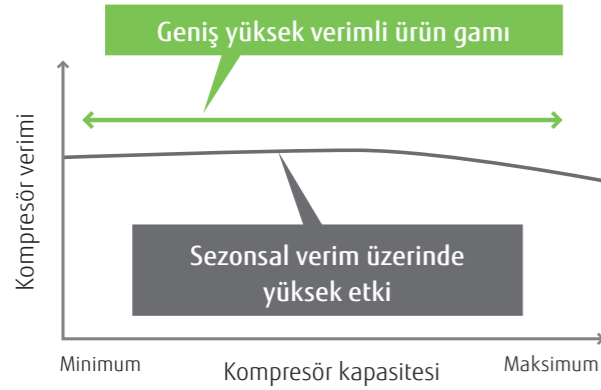 Geniş yüksek verimli ürün gamı
Kompresör verimi
Sezonsal verim üzerinde
yüksek etki
Minimum
Kompresör kapasitesi
Maksimum